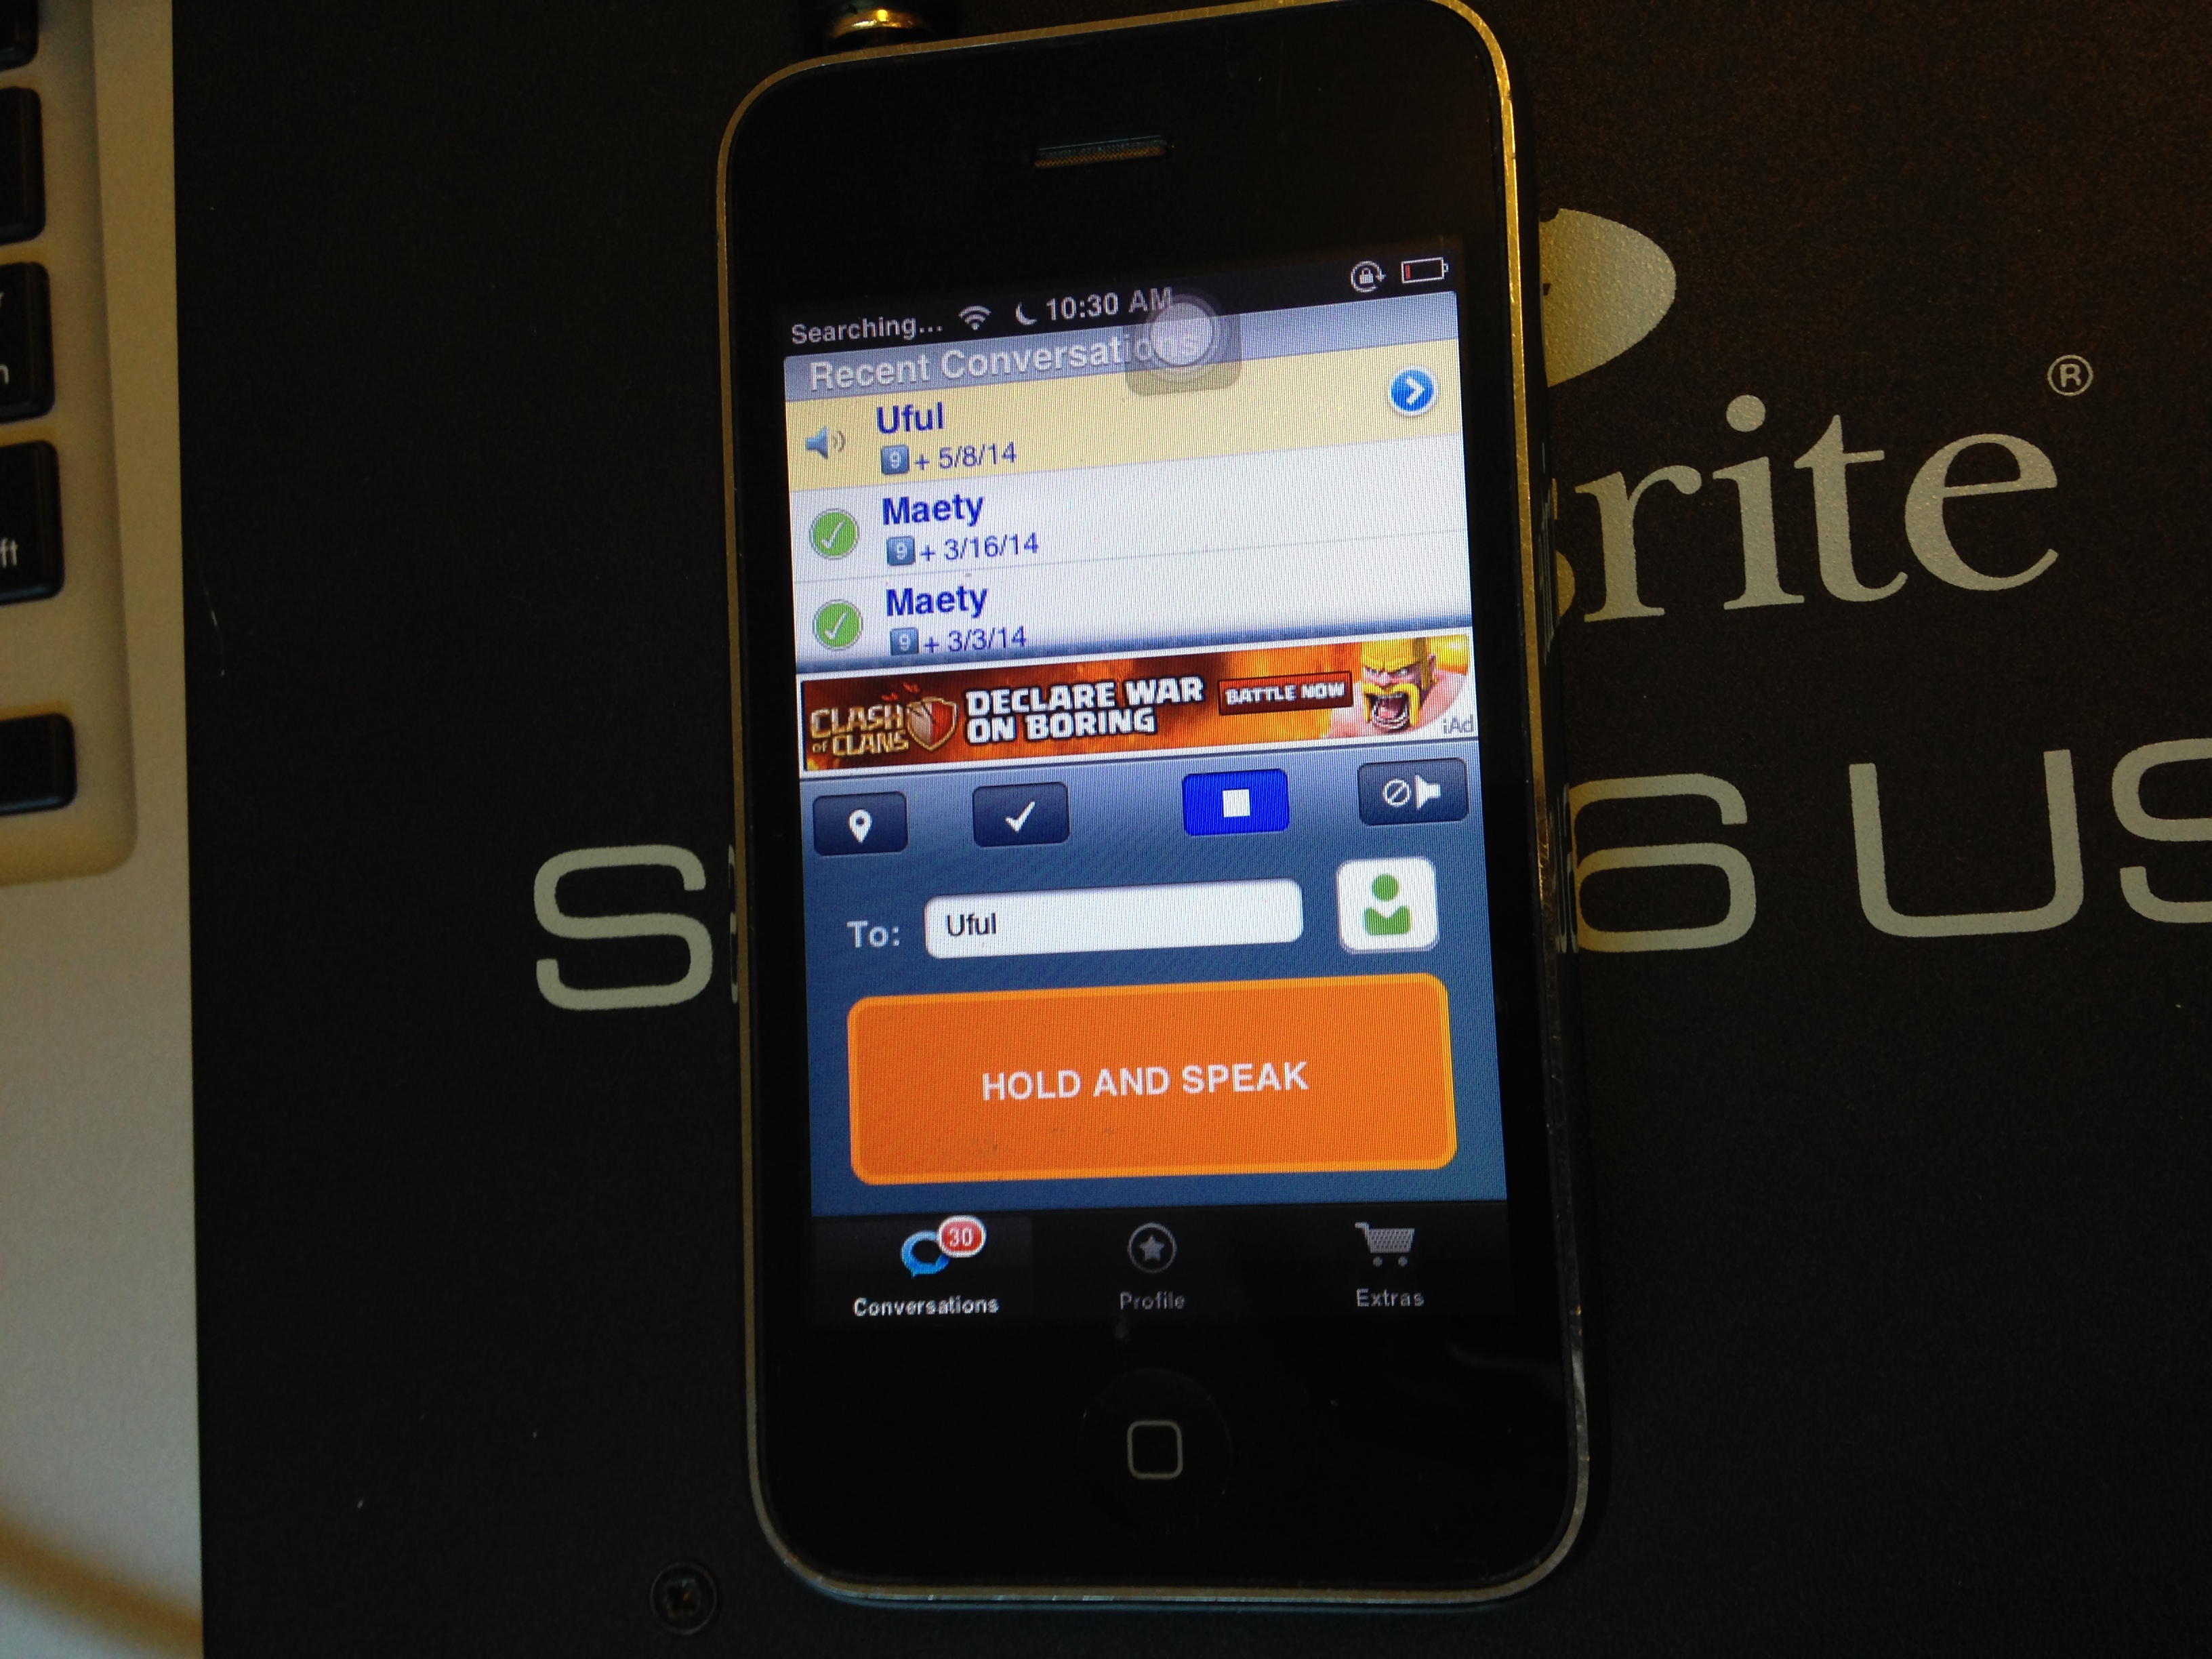 Searching... 10:30 AM
Recent Conversations
Uful
9 + 5/8/14
Maety
9 + 3/16/14
Maety
9 + 3/3/14
CLASH OF CLANS
DECLARE WAR ON BORING
BATTLE NOW
iAd
To: Uful
HOLD AND SPEAK
30
Conversations
Profile
Extras
rite®
S
6 US
ft